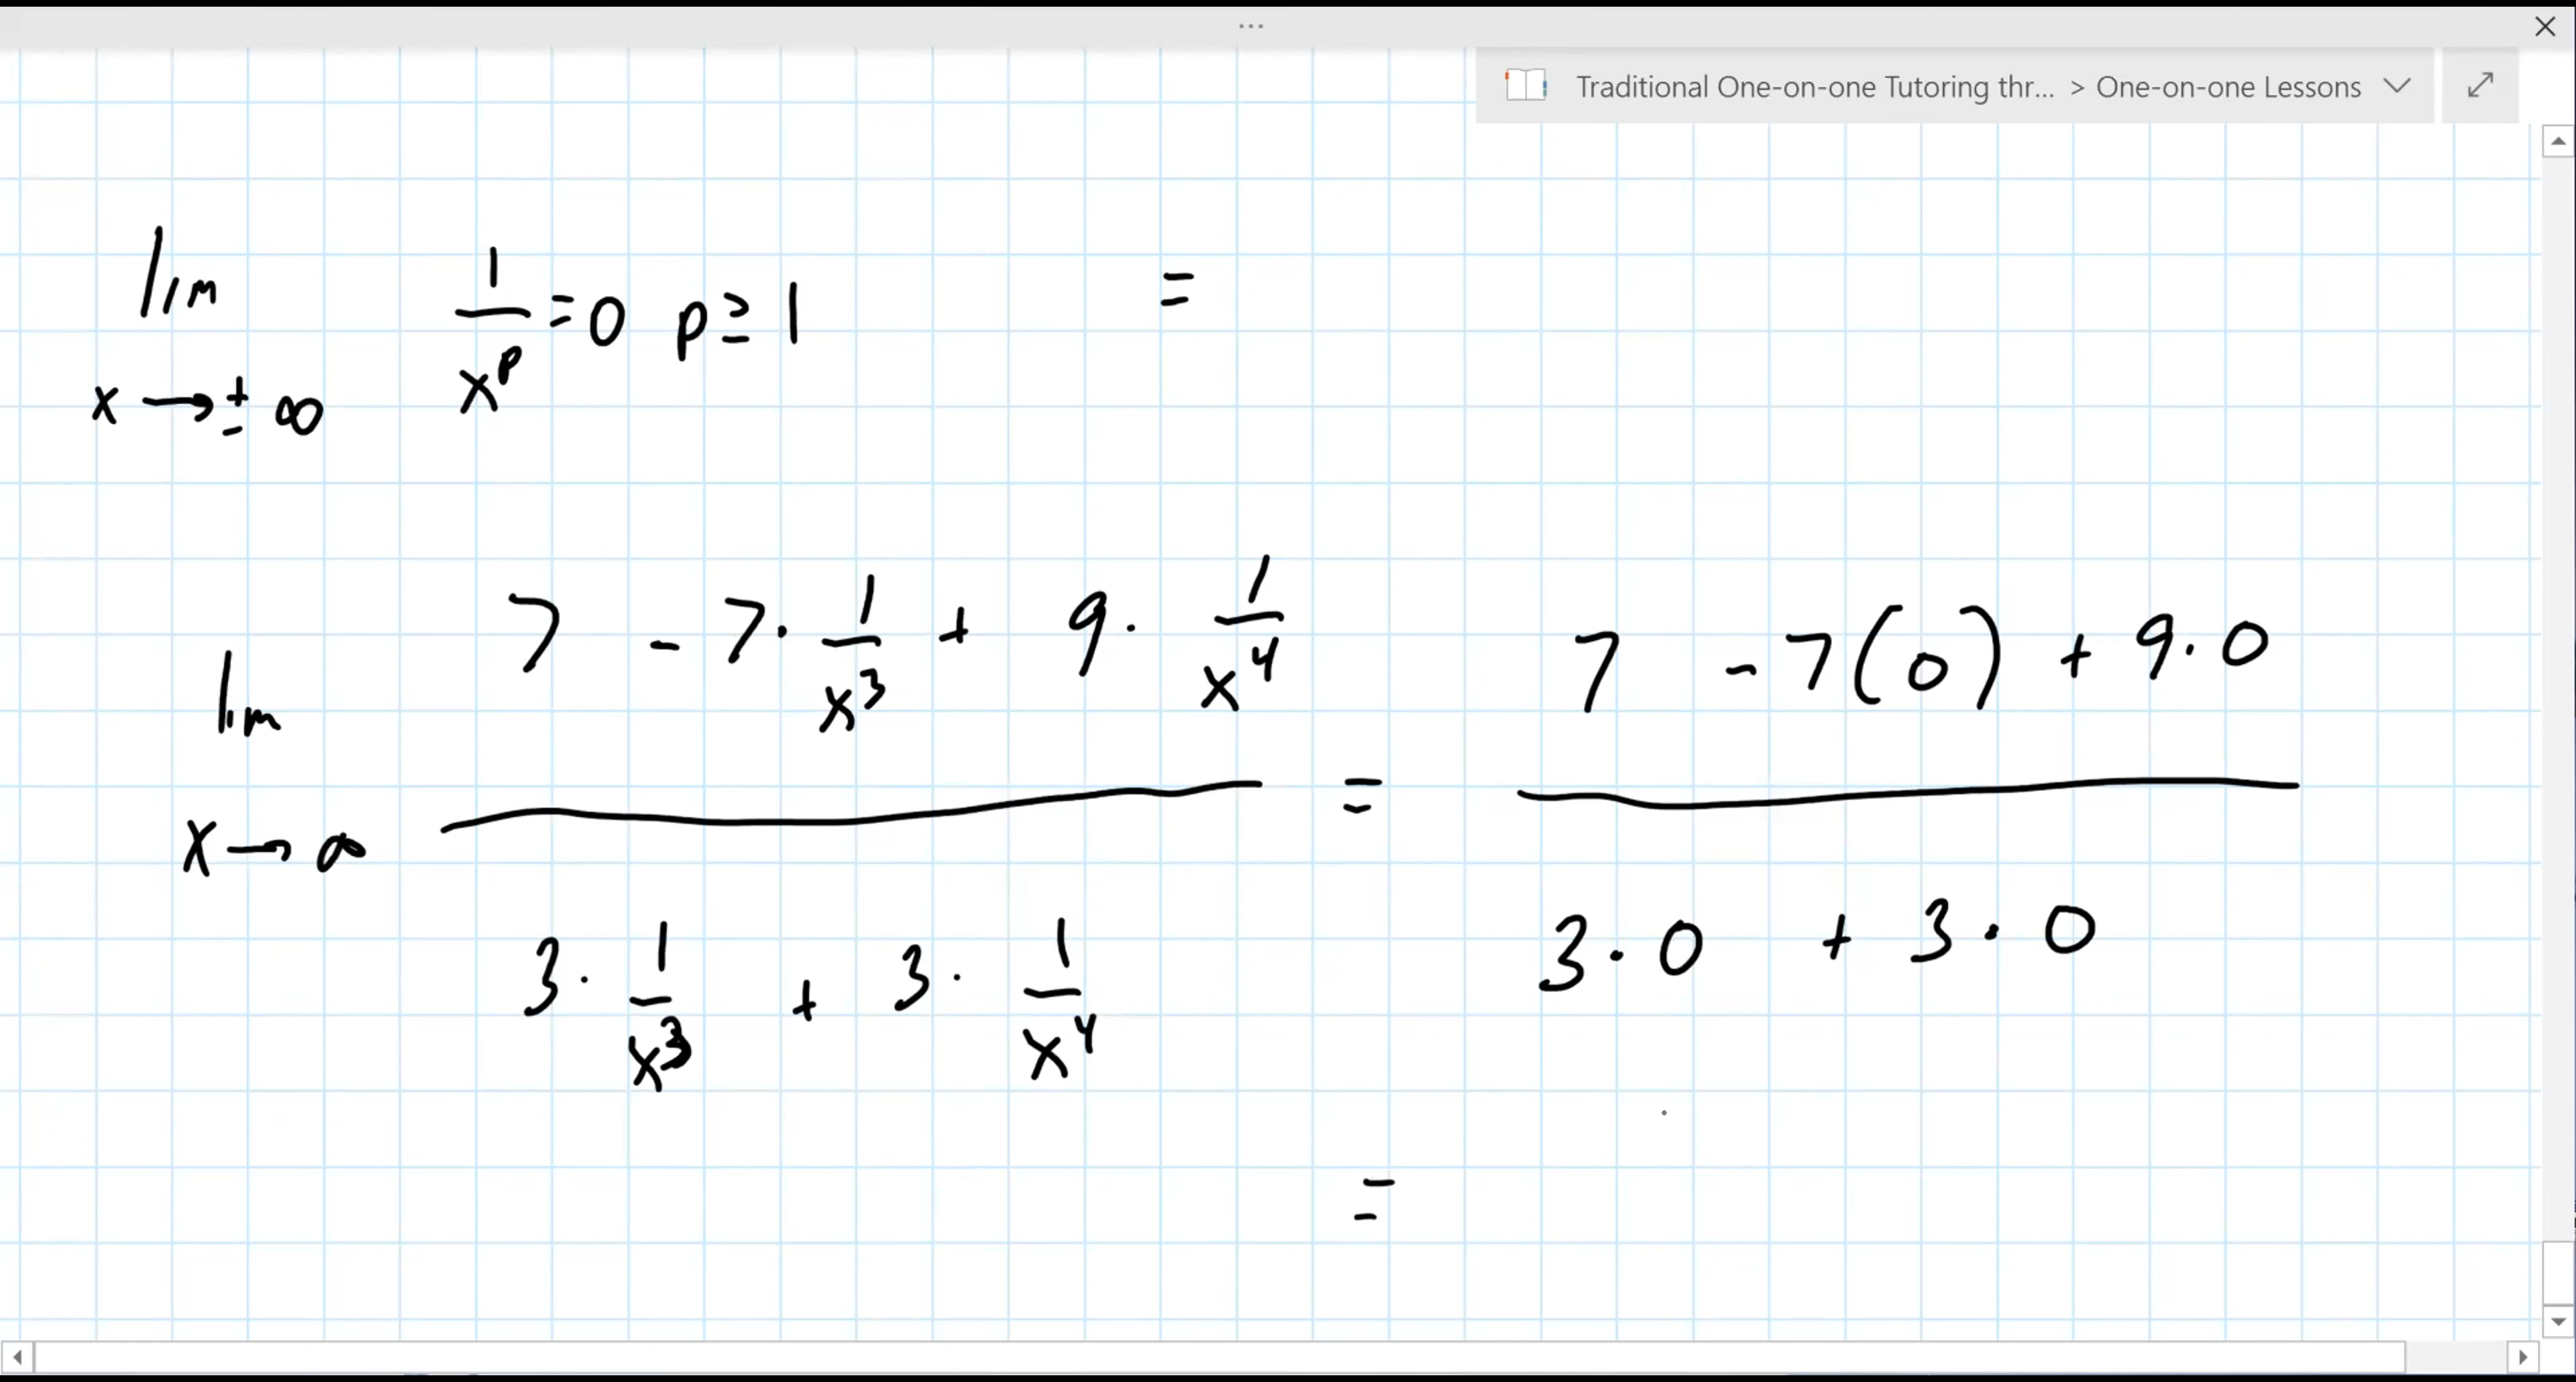 ...
Traditional One-on-one Tutoring thr... > One-on-one Lessons
lim x→±∞ 1/x^p = 0 p ≥ 1 =
lim x→∞ (7 - 7·1/x³ + 9·1/x⁴)/(3·1/x³ + 3·1/x⁴) = (7 - 7(0) + 9·0)/(3·0 + 3·0)
=